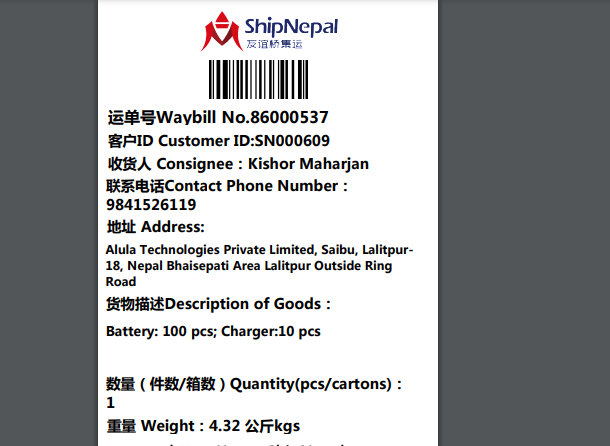 ShipNepal
友谊桥集运
运单号Waybill No.86000537
客户ID Customer ID:SN000609
收货人 Consignee：Kishor Maharjan
联系电话Contact Phone Number：
9841526119
地址 Address:
Alula Technologies Private Limited, Saibu, Lalitpur-
18, Nepal Bhaisepati Area Lalitpur Outside Ring
Road
货物描述Description of Goods：
Battery: 100 pcs; Charger:10 pcs
数量（件数/箱数）Quantity(pcs/cartons)：
1
重量 Weight：4.32 公斤kgs